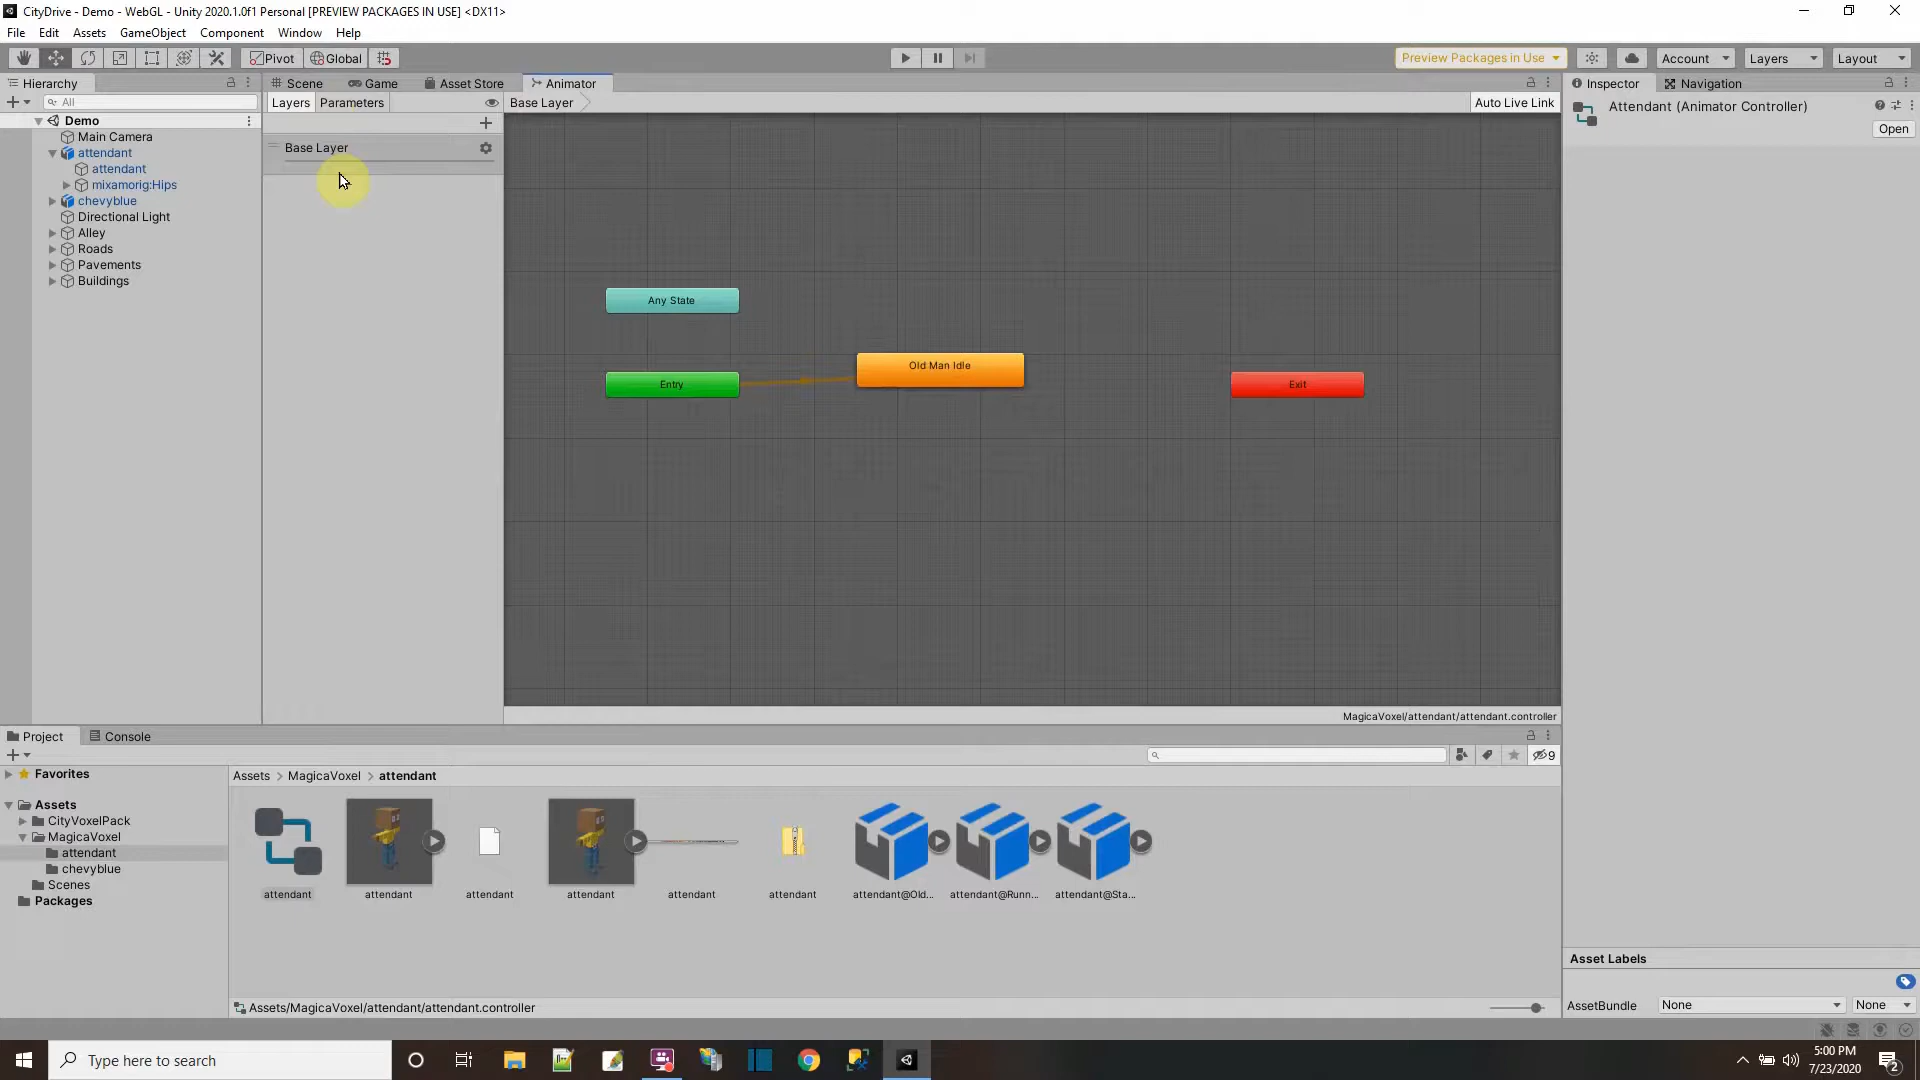 CityDrive - Demo - WebGL - Unity 2020.1.0f1 Personal [PREVIEW PACKAGES IN USE] <DX11>
File Edit Assets GameObject Component Window Help
Pivot Global Preview Packages in Use Account Layers Layout
Hierarchy Scene Game Asset Store Animator Inspector Navigation
All Layers Parameters Base Layer Auto Live Link Attendant (Animator Controller)
Open
Demo
Main Camera
attendant
attendant
mixamorig:Hips
chevyblue
Directional Light
Alley
Roads
Pavements
Buildings
Base Layer
Any State
Old Man Idle
Entry
Exit
MagicaVoxel/attendant/attendant.controller
Project Console
9
Favorites
Assets
CityVoxelPack
MagicaVoxel
attendant
chevyblue
Scenes
Packages
Assets > MagicaVoxel > attendant
attendant attendant attendant attendant attendant attendant attendant@Old... attendant@Runn... attendant@Sta...
Assets/MagicaVoxel/attendant/attendant.controller
Asset Labels
AssetBundle None None
Type here to search
5:00 PM
7/23/2020
2